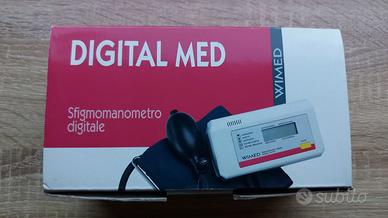 DIGITAL MED
Sfigmomanometro
digitale
WIMED
WIMED
subito